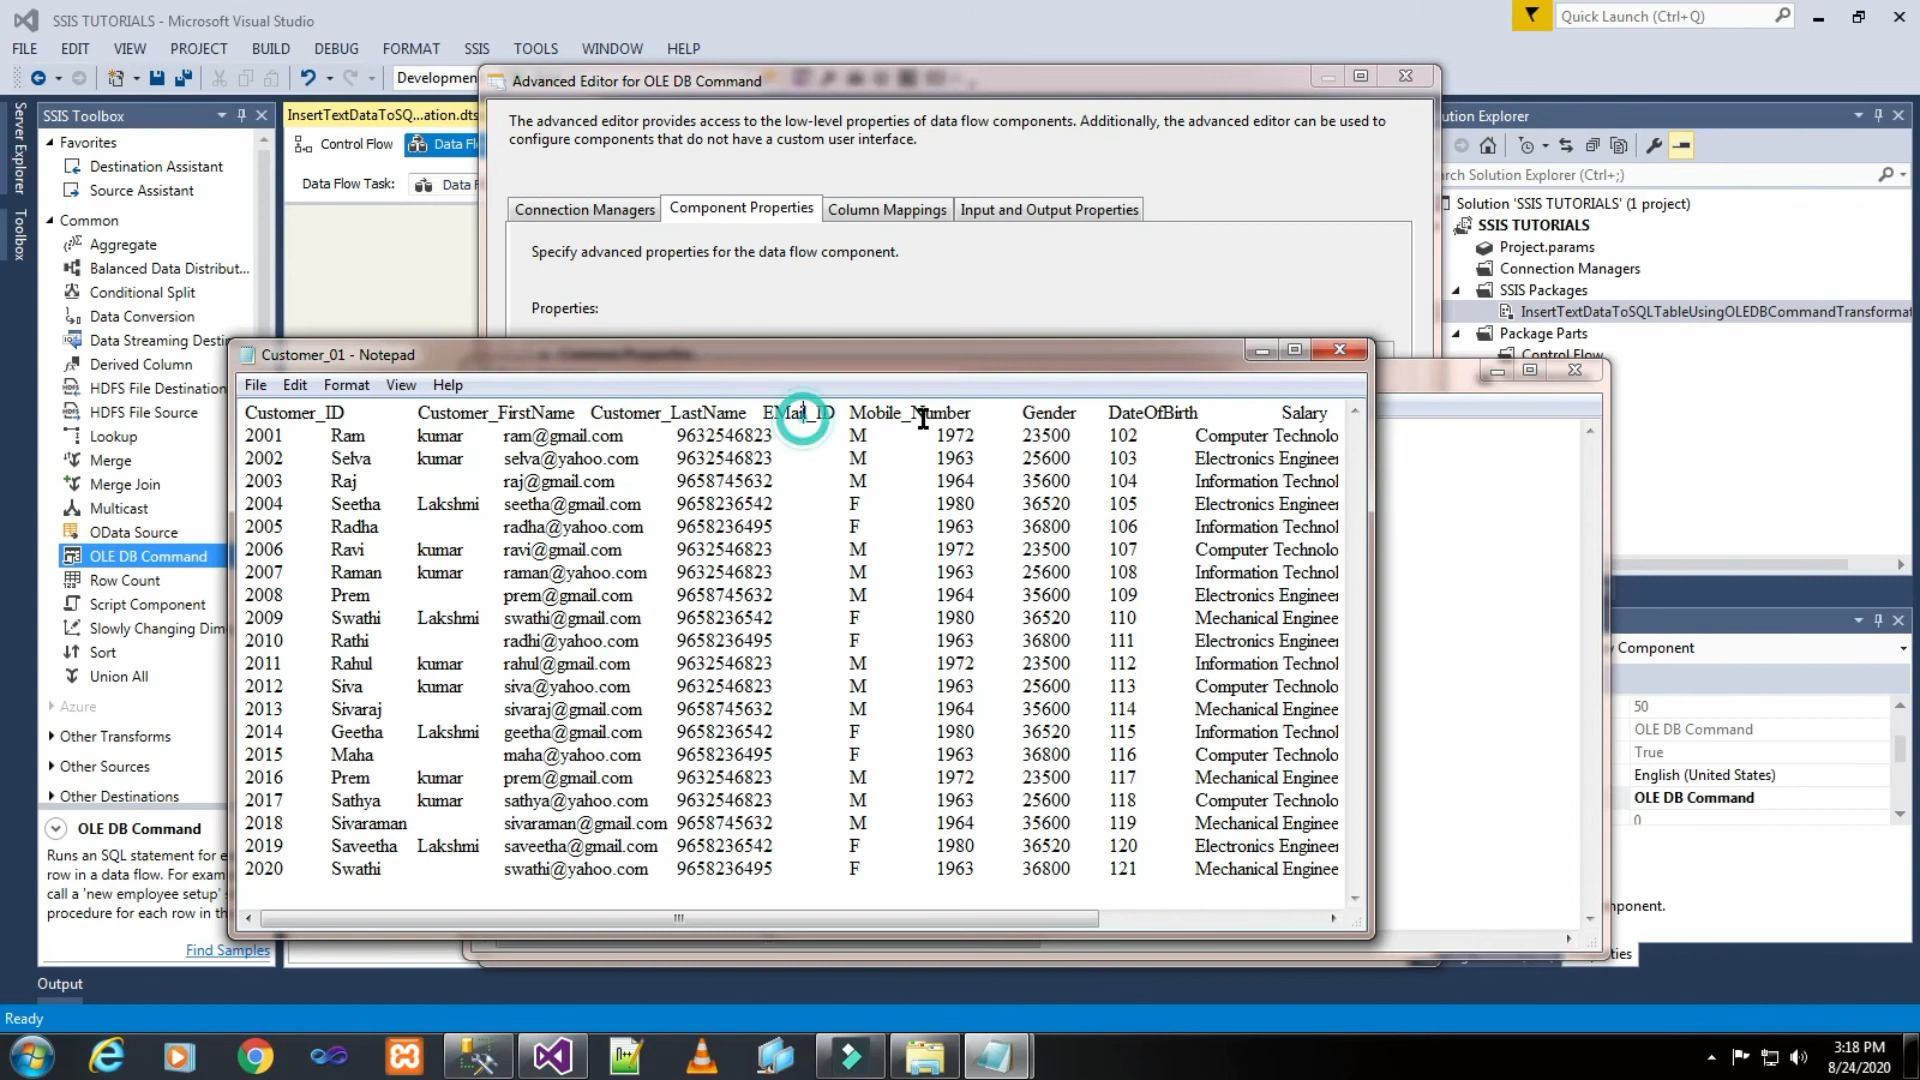 SSIS TUTORIALS - Microsoft Visual Studio
Quick Launch (Ctrl+Q)
FILE EDIT VIEW PROJECT BUILD DEBUG FORMAT SSIS TOOLS WINDOW HELP
Developmen
Advanced Editor for OLE DB Command
Server Explorer
Toolbox
SSIS Toolbox
Favorites
Destination Assistant
Source Assistant
Common
Aggregate
Balanced Data Distribut...
Conditional Split
Data Conversion
Data Streaming Desti
Derived Column
HDFS File Destination
HDFS File Source
Lookup
Merge
Merge Join
Multicast
OData Source
OLE DB Command
Row Count
Script Component
Slowly Changing Dim
Sort
Union All
Azure
Other Transforms
Other Sources
Other Destinations
OLE DB Command
Runs an SQL statement for e
row in a data flow. For exam
call a 'new employee setup'
procedure for each row in th
Find Samples
InsertTextDataToSQ...ation.dts
Control Flow
Data Fl
Data Flow Task:
Data F
The advanced editor provides access to the low-level properties of data flow components. Additionally, the advanced editor can be used to
configure components that do not have a custom user interface.
Connection Managers Component Properties Column Mappings Input and Output Properties
Specify advanced properties for the data flow component.
Properties:
Common Properties
Customer_01 - Notepad
File Edit Format View Help
Customer_ID Customer_FirstName Customer_LastName EMail_ID Mobile_Number Gender DateOfBirth Salary
2001 Ram kumar ram@gmail.com 9632546823 M 1972 23500 102 Computer Technolo
2002 Selva kumar selva@yahoo.com 9632546823 M 1963 25600 103 Electronics Engineer
2003 Raj raj@gmail.com 9658745632 M 1964 35600 104 Information Technol
2004 Seetha Lakshmi seetha@gmail.com 9658236542 F 1980 36520 105 Electronics Engineer
2005 Radha radha@yahoo.com 9658236495 F 1963 36800 106 Information Technol
2006 Ravi kumar ravi@gmail.com 9632546823 M 1972 23500 107 Computer Technolo
2007 Raman kumar raman@yahoo.com 9632546823 M 1963 25600 108 Information Technol
2008 Prem prem@gmail.com 9658745632 M 1964 35600 109 Electronics Engineer
2009 Swathi Lakshmi swathi@gmail.com 9658236542 F 1980 36520 110 Mechanical Enginee
2010 Rathi radhi@yahoo.com 9658236495 F 1963 36800 111 Electronics Engineer
2011 Rahul kumar rahul@gmail.com 9632546823 M 1972 23500 112 Information Technol
2012 Siva kumar siva@yahoo.com 9632546823 M 1963 25600 113 Computer Technolo
2013 Sivaraj sivaraj@gmail.com 9658745632 M 1964 35600 114 Mechanical Enginee
2014 Geetha Lakshmi geetha@gmail.com 9658236542 F 1980 36520 115 Information Technol
2015 Maha maha@yahoo.com 9658236495 F 1963 36800 116 Computer Technolo
2016 Prem kumar prem@gmail.com 9632546823 M 1972 23500 117 Mechanical Enginee
2017 Sathya kumar sathya@yahoo.com 9632546823 M 1963 25600 118 Computer Technolo
2018 Sivaraman sivaraman@gmail.com 9658745632 M 1964 35600 119 Mechanical Enginee
2019 Saveetha Lakshmi saveetha@gmail.com 9658236542 F 1980 36520 120 Electronics Engineer
2020 Swathi swathi@yahoo.com 9658236495 F 1963 36800 121 Mechanical Enginee
ution Explorer
rch Solution Explorer (Ctrl+;)
Solution 'SSIS TUTORIALS' (1 project)
SSIS TUTORIALS
Project.params
Connection Managers
SSIS Packages
InsertTextDataToSQLTableUsingOLEDBCommandTransformat
Package Parts
Control Flow
Component
50
OLE DB Command
True
English (United States)
OLE DB Command
0
mponent.
ties
Output
Ready
3:18 PM
8/24/2020